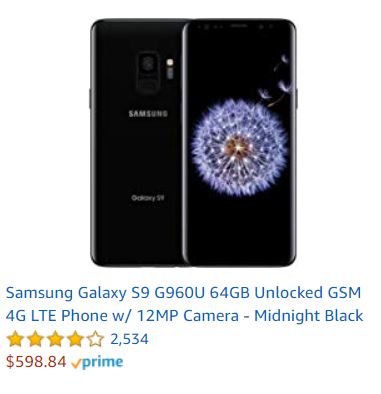 SAMSUNG
Galaxy S9
Samsung Galaxy S9 G960U 64GB Unlocked GSM
4G LTE Phone w/ 12MP Camera - Midnight Black
2,534
$598.84 prime